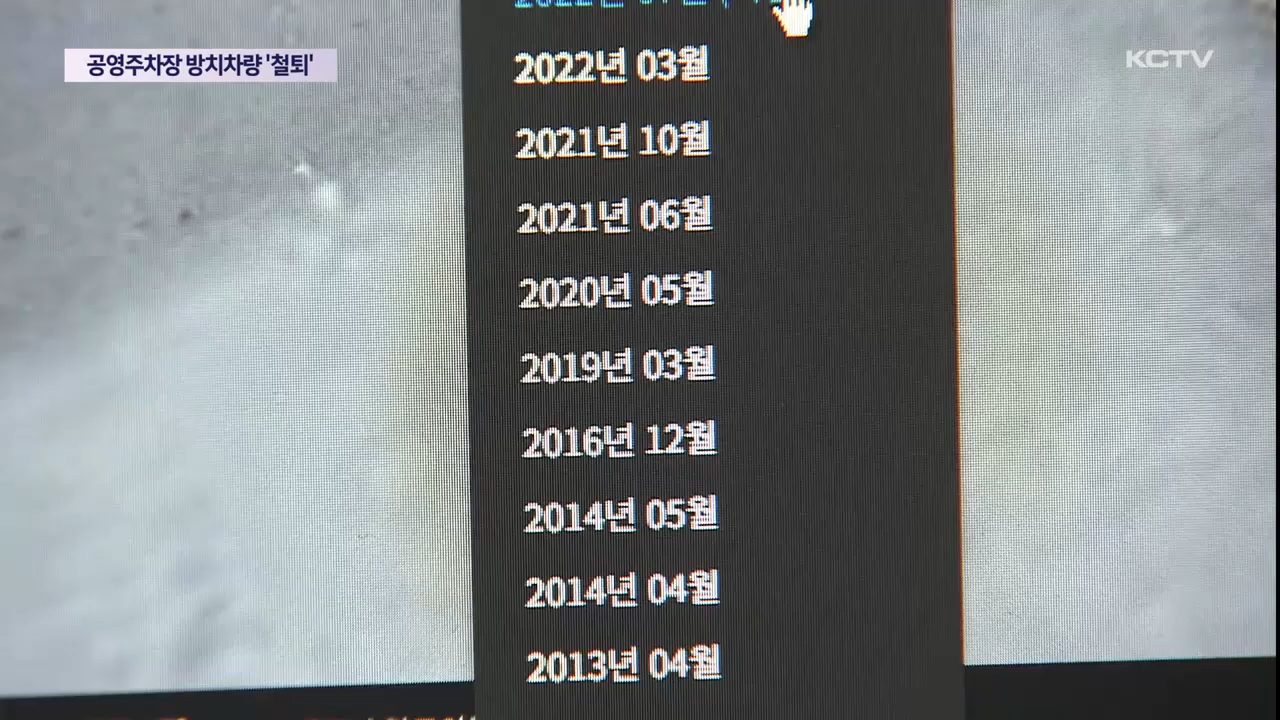 공영주차장 방치차량 '철퇴'
KCTV
2022년 03월
2021년 10월
2021년 06월
2020년 05월
2019년 03월
2016년 12월
2014년 05월
2014년 04월
2013년 04월